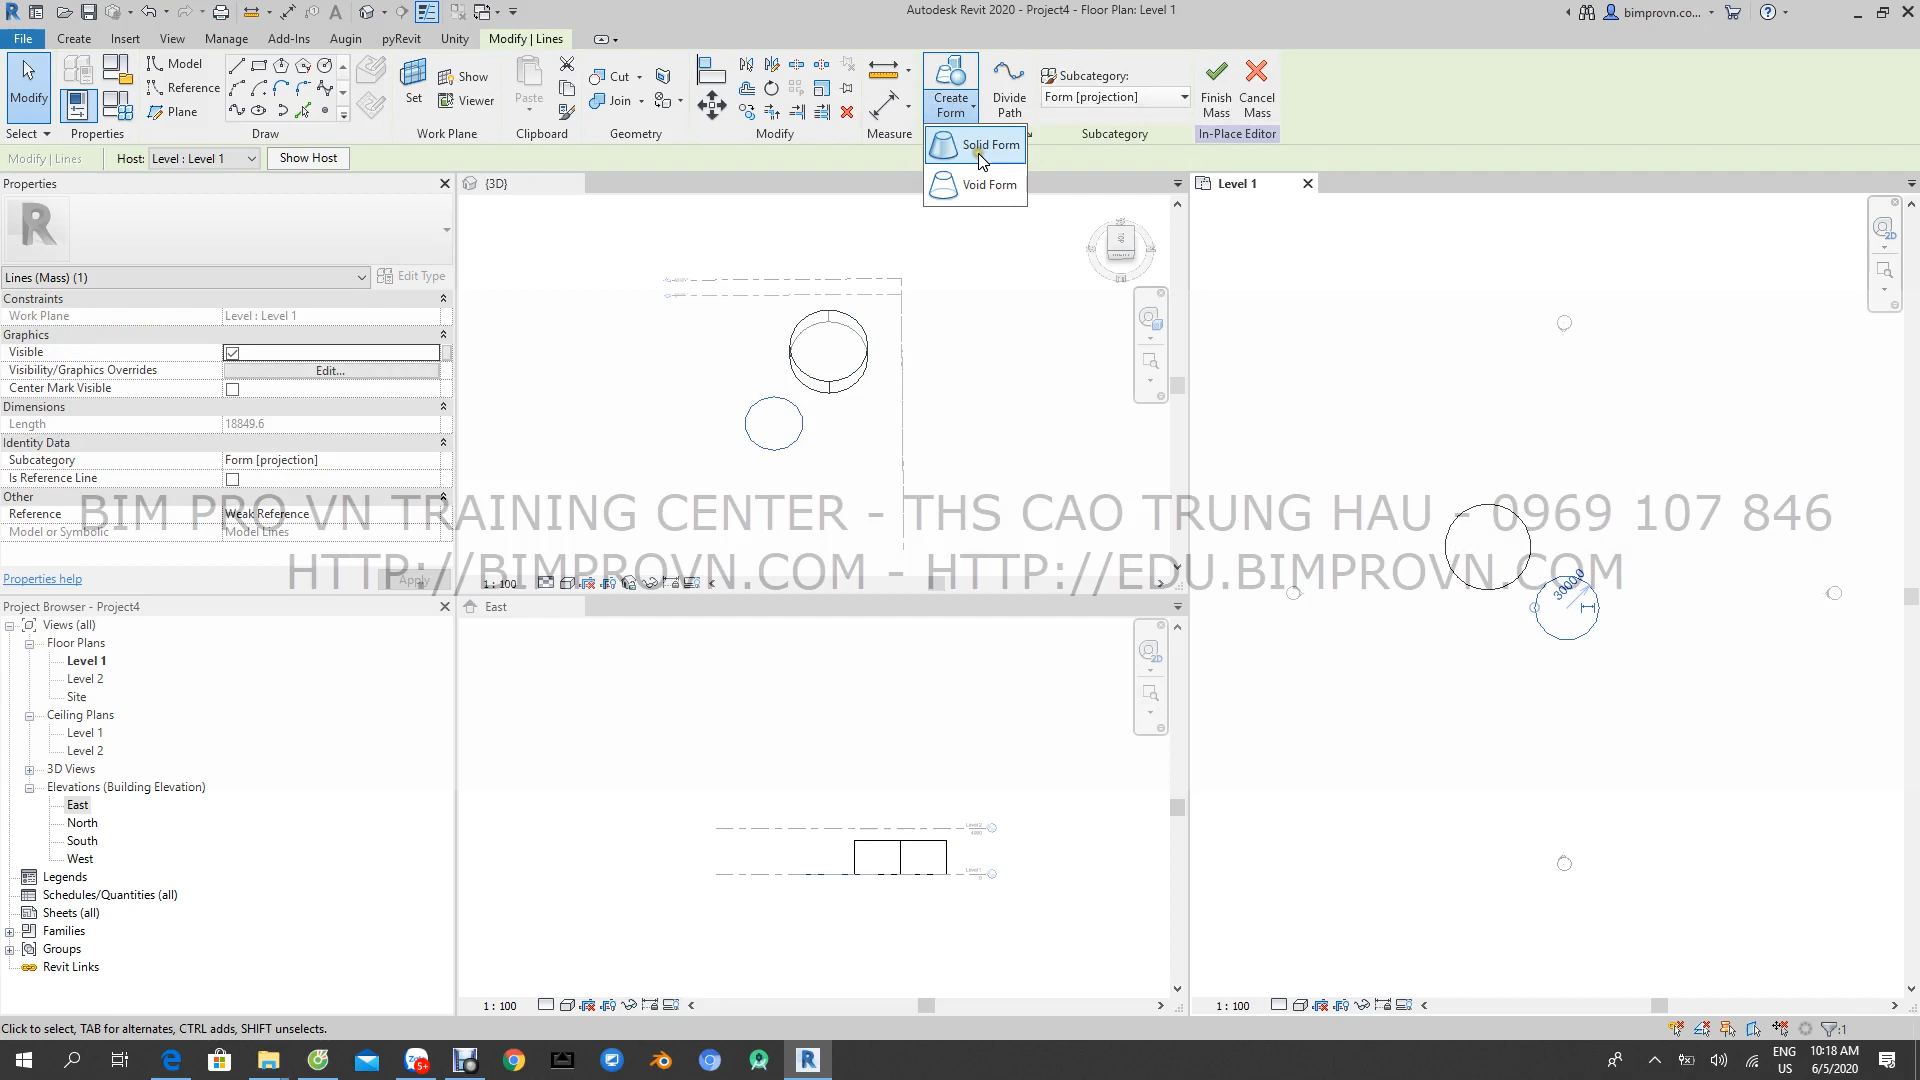 Autodesk Revit 2020 - Project4 - Floor Plan: Level 1
bimprovn.co...
File Create Insert View Manage Add-Ins Augin pyRevit Unity Modify | Lines
Modify
Model
Reference
Plane
Set
Show
Viewer
Paste
Cut
Join
Create Form
Divide Path
Subcategory:
Form [projection]
Finish Mass
Cancel Mass
Select Properties Draw Work Plane Clipboard Geometry Modify Measure Subcategory In-Place Editor
Solid Form
Void Form
Modify | Lines Host: Level : Level 1 Show Host
Properties
{3D}
Level 1
Lines (Mass) (1) Edit Type
Constraints
Work Plane Level : Level 1
Graphics
Visible
Visibility/Graphics Overrides Edit...
Center Mark Visible
Dimensions
Length 18849.6
Identity Data
Subcategory Form [projection]
Is Reference Line
Other
Reference Weak Reference
Model or Symbolic Model Lines
Properties help Apply
BIM PRO VN TRAINING CENTER - THS CAO TRUNG HAU - 0969 107 846
HTTP://BIMPROVN.COM - HTTP://EDU.BIMPROVN.COM
TOP
3000.0
1 : 100
Project Browser - Project4
East
Views (all)
Floor Plans
Level 1
Level 2
Site
Ceiling Plans
Level 1
Level 2
3D Views
Elevations (Building Elevation)
East
North
South
West
Legends
Schedules/Quantities (all)
Sheets (all)
Families
Groups
Revit Links
Level 2
4000
Level 1
0
1 : 100
1 : 100
Click to select, TAB for alternates, CTRL adds, SHIFT unselects.
:1
5+
ENG
US
10:18 AM
6/5/2020